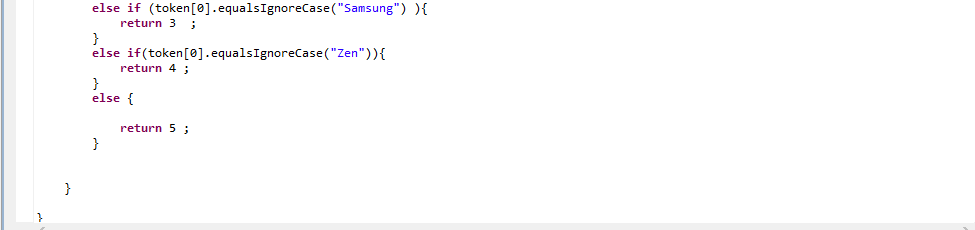 else if (token[0].equalsIgnoreCase("Samsung") ){
return 3  ;
}
else if(token[0].equalsIgnoreCase("Zen")){
return 4 ;
}
else {
return 5 ;
}
}
}